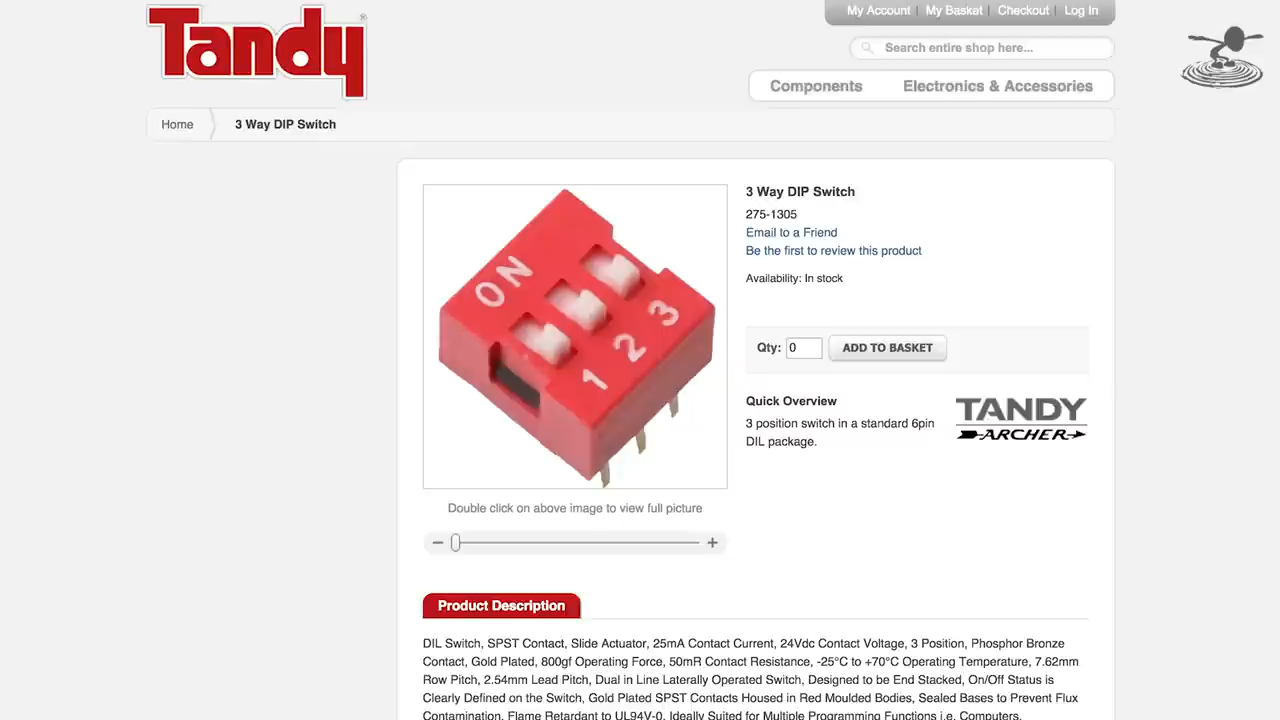 Tandy®
My Account | My Basket | Checkout | Log In
Search entire shop here...
Components Electronics & Accessories
Home 3 Way DIP Switch
ON
1 2 3
3 Way DIP Switch
275-1305
Email to a Friend
Be the first to review this product
Availability: In stock
Qty: 0 ADD TO BASKET
Quick Overview
3 position switch in a standard 6pin
DIL package.
TANDY
ARCHER
Double click on above image to view full picture
Product Description
DIL Switch, SPST Contact, Slide Actuator, 25mA Contact Current, 24Vdc Contact Voltage, 3 Position, Phosphor Bronze
Contact, Gold Plated, 800gf Operating Force, 50mR Contact Resistance, -25°C to +70°C Operating Temperature, 7.62mm
Row Pitch, 2.54mm Lead Pitch, Dual in Line Laterally Operated Switch, Designed to be End Stacked, On/Off Status is
Clearly Defined on the Switch, Gold Plated SPST Contacts Housed in Red Moulded Bodies, Sealed Bases to Prevent Flux
Contamination, Flame Retardant to UL94V-0, Ideally Suited for Multiple Programming Functions i.e. Computers,